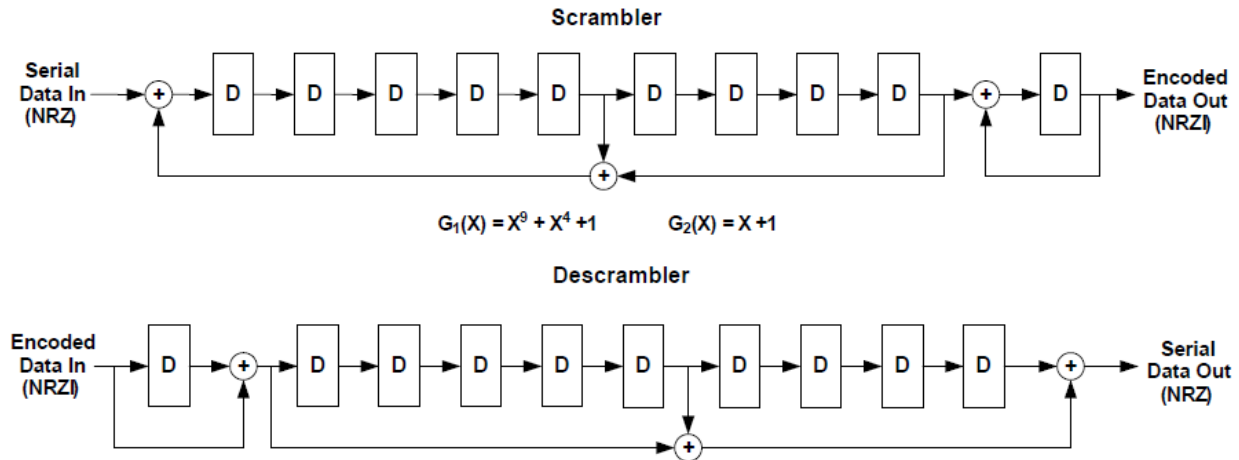 Scrambler
Serial
Data In
(NRZ)
+
D
D
D
D
D
D
D
D
D
+
D
Encoded
Data Out
(NRZI)
+
G₁(X) = X⁹ + X⁴ +1
G₂(X) = X +1
Descrambler
Encoded
Data In
(NRZI)
D
+
D
D
D
D
D
D
D
D
D
+
Serial
Data Out
(NRZ)
+